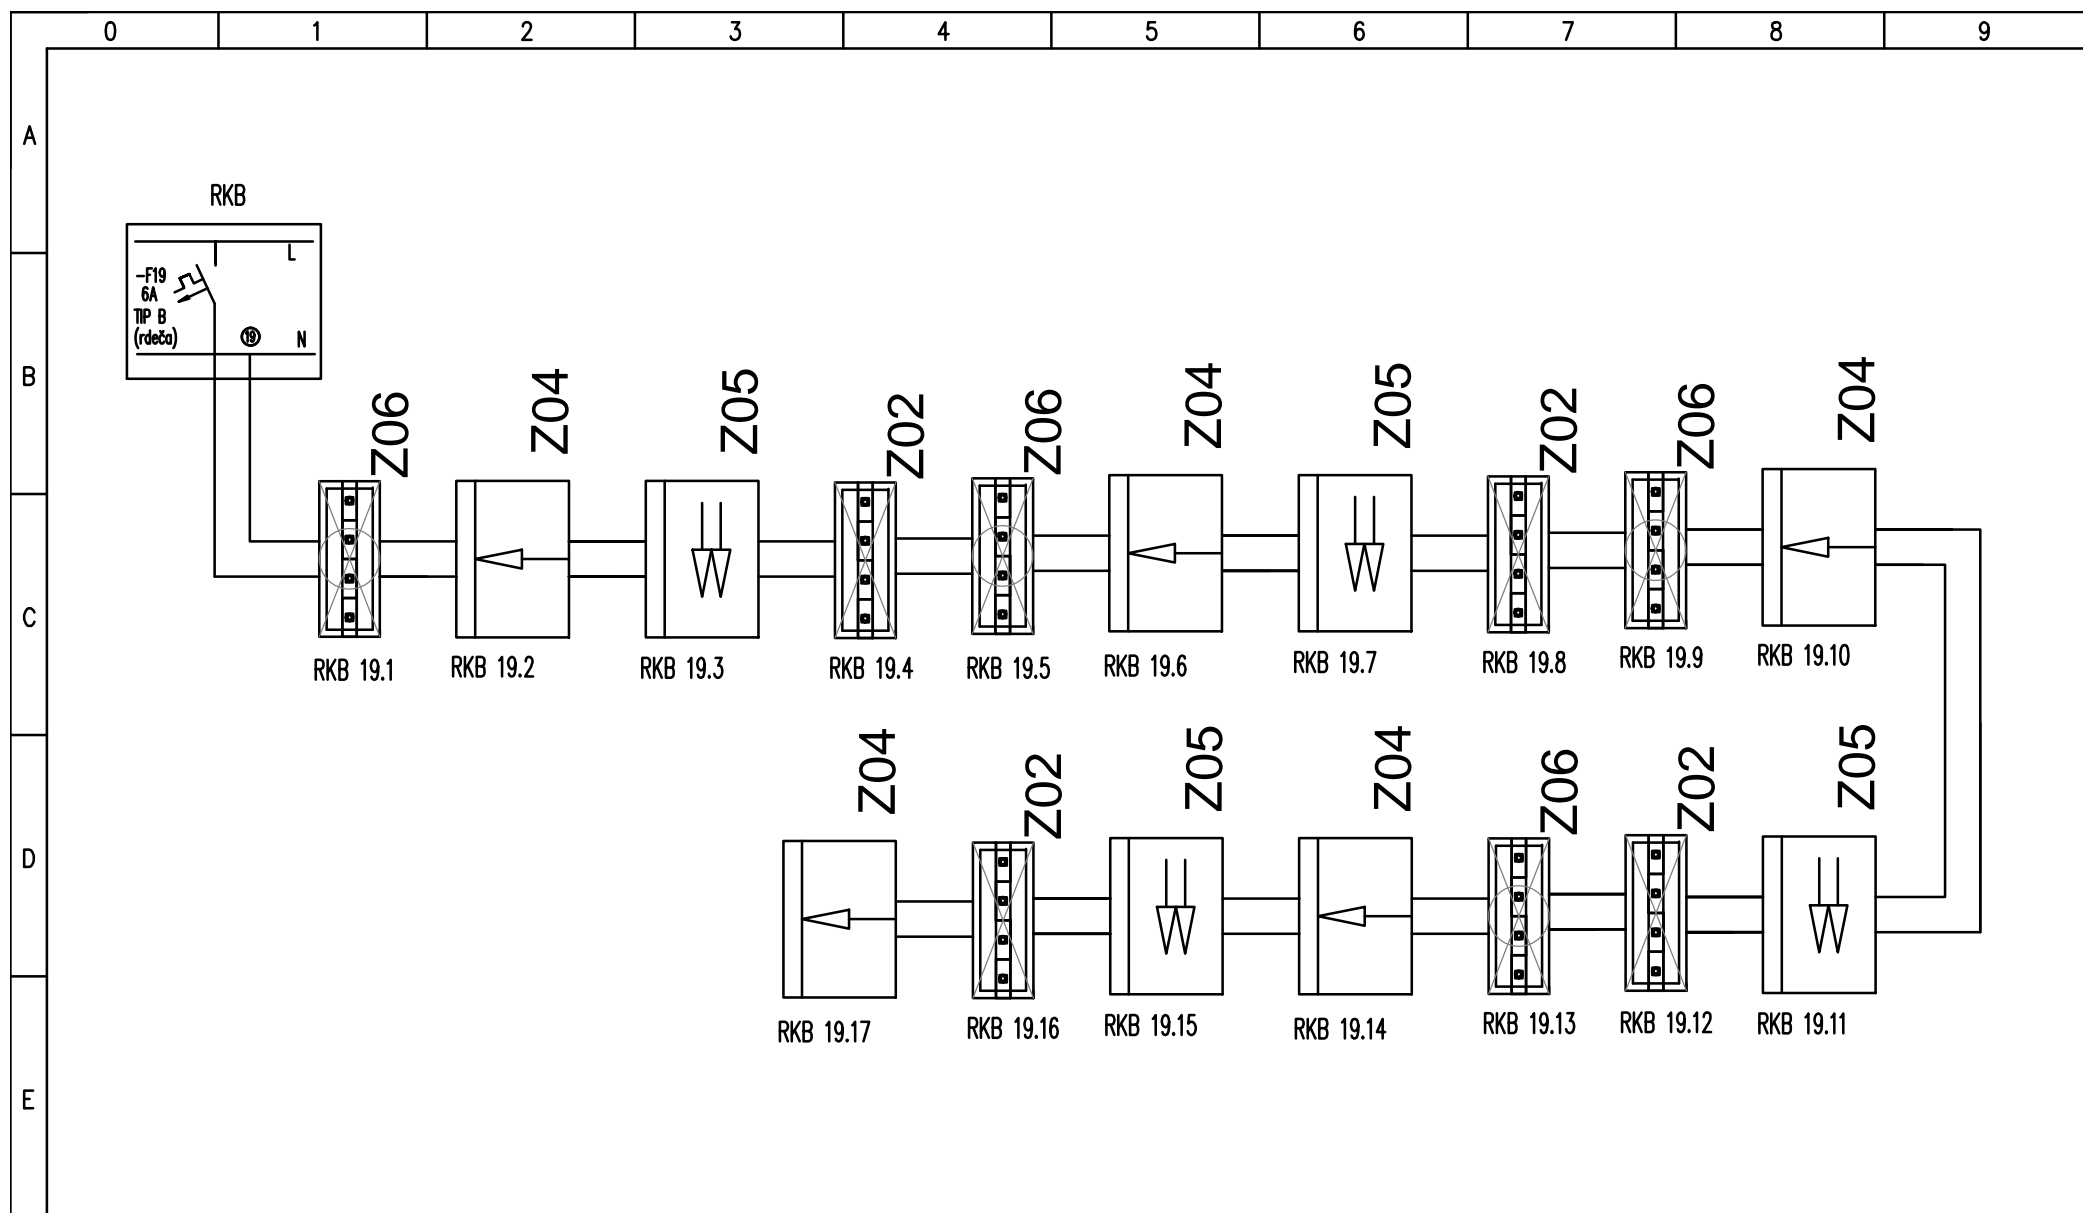 0 1 2 3 4 5 6 7 8 9
A
RKB
L
-F19
6A
TIP B
(rdeča)
19 N
B
Z06 Z04 Z05 Z02 Z06 Z04 Z05 Z02 Z06 Z04
C
RKB 19.1 RKB 19.2 RKB 19.3 RKB 19.4 RKB 19.5 RKB 19.6 RKB 19.7 RKB 19.8 RKB 19.9 RKB 19.10
Z04 Z02 Z05 Z04 Z06 Z02 Z05
D
RKB 19.17 RKB 19.16 RKB 19.15 RKB 19.14 RKB 19.13 RKB 19.12 RKB 19.11
E